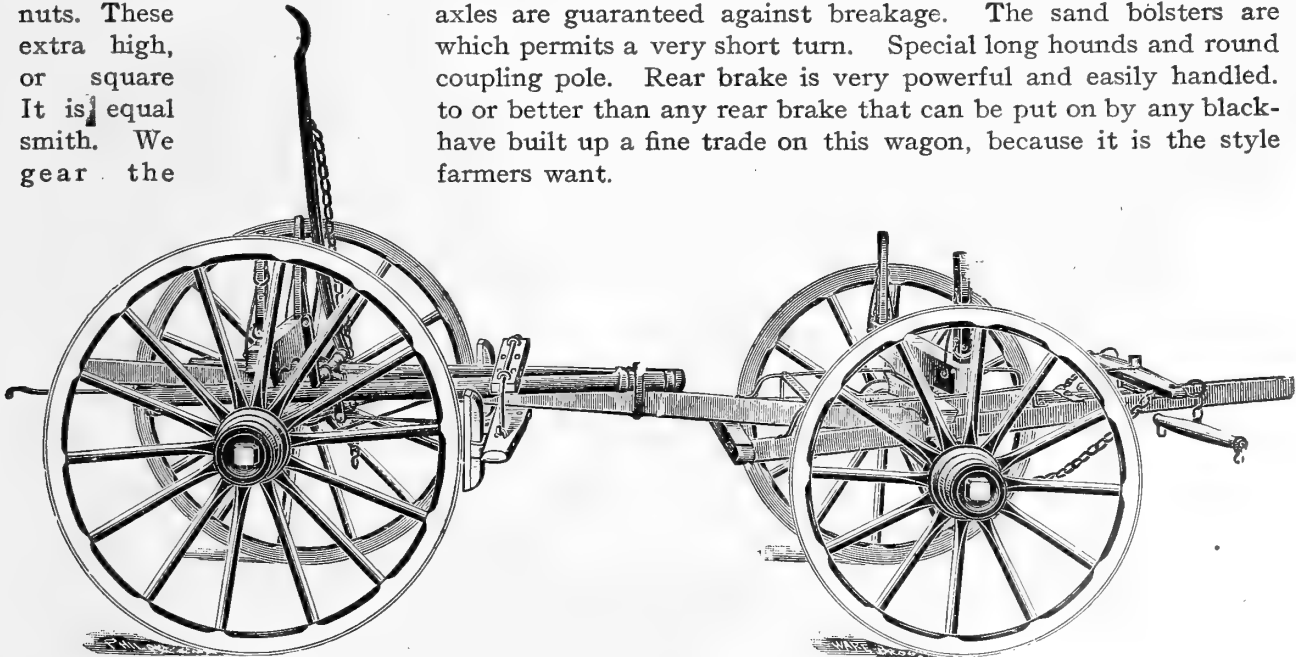 nuts. These axles are guaranteed against breakage. The sand bolsters are
extra high, which permits a very short turn. Special long hounds and round
or square coupling pole. Rear brake is very powerful and easily handled.
It is equal to or better than any rear brake that can be put on by any black-
smith. We have built up a fine trade on this wagon, because it is the style
gear the farmers want.